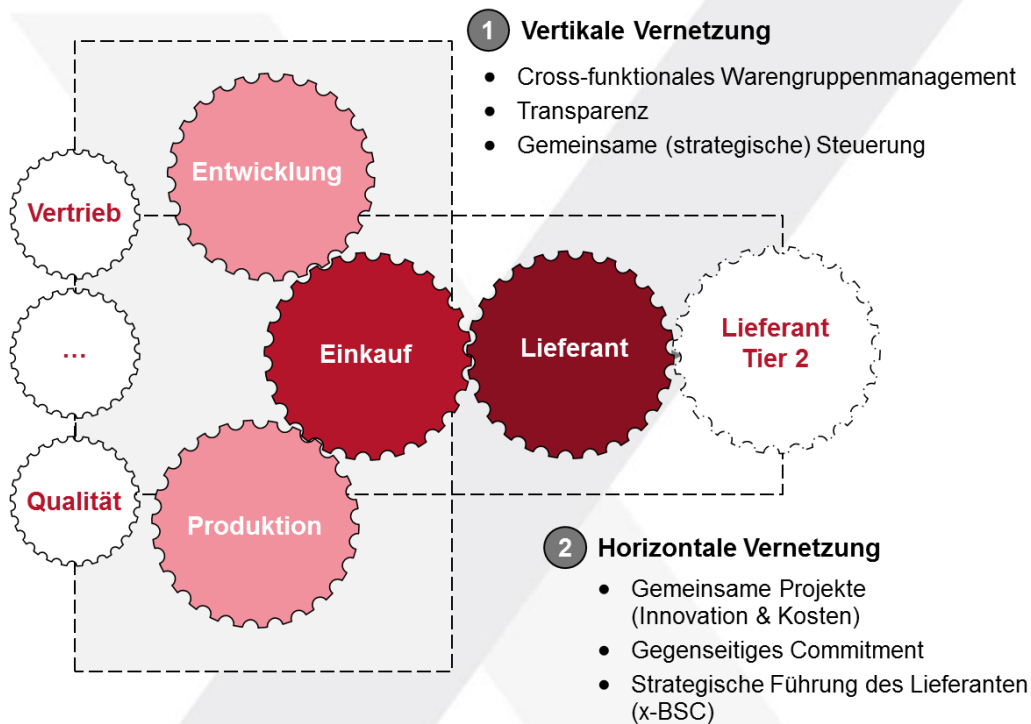 1 Vertikale Vernetzung
• Cross-funktionales Warengruppenmanagement
• Transparenz
• Gemeinsame (strategische) Steuerung
Entwicklung
Vertrieb
...
Einkauf
Lieferant
Lieferant
Tier 2
Qualität
Produktion
2 Horizontale Vernetzung
• Gemeinsame Projekte
(Innovation & Kosten)
• Gegenseitiges Commitment
• Strategische Führung des Lieferanten
(x-BSC)